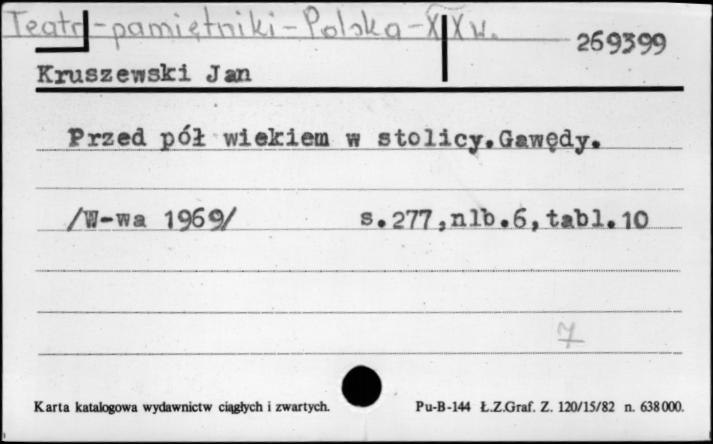 Teatr-pamiętniki-Polska-XIX w.
269399
Kruszewski Jan
Przed pół wiekiem w stolicy.Gawędy.
/W-wa 1969/ s.277,nlb.6,tabl.10
7
Karta katalogowa wydawnictw ciągłych i zwartych. Pu-B-144 Ł.Z.Graf. Z. 120/15/82 n. 638000.